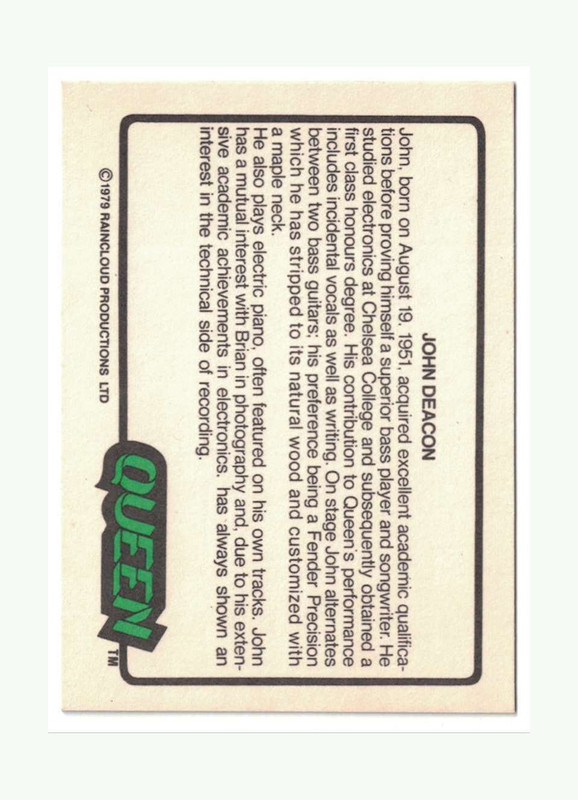 JOHN DEACON
John, born on August 19, 1951, acquired excellent academic qualifica-
tions before proving himself a superior bass player and songwriter. He
studied electronics at Chelsea College and subsequently obtained a
first class honours degree. His contribution to Queen's performance
includes incidental vocals as well as writing. On stage John alternates
between two bass guitars; his preference being a Fender Precision
which he has stripped to its natural wood and customized with
a maple neck.
He also plays electric piano, often featured on his own tracks. John
has a mutual interest with Brian in photography and, due to his exten-
sive academic achievements in electronics, has always shown an
interest in the technical side of recording.
©1979 RAINCLOUD PRODUCTIONS LTD
QUEEN TM